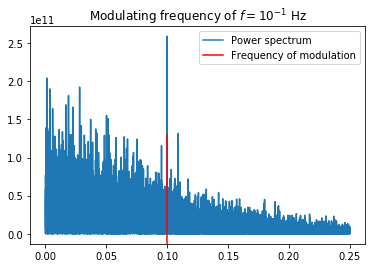 Modulating frequency of f = 10⁻¹ Hz
1e11
Power spectrum
Frequency of modulation
2.5
2.0
1.5
1.0
0.5
0.0
0.00 0.05 0.10 0.15 0.20 0.25